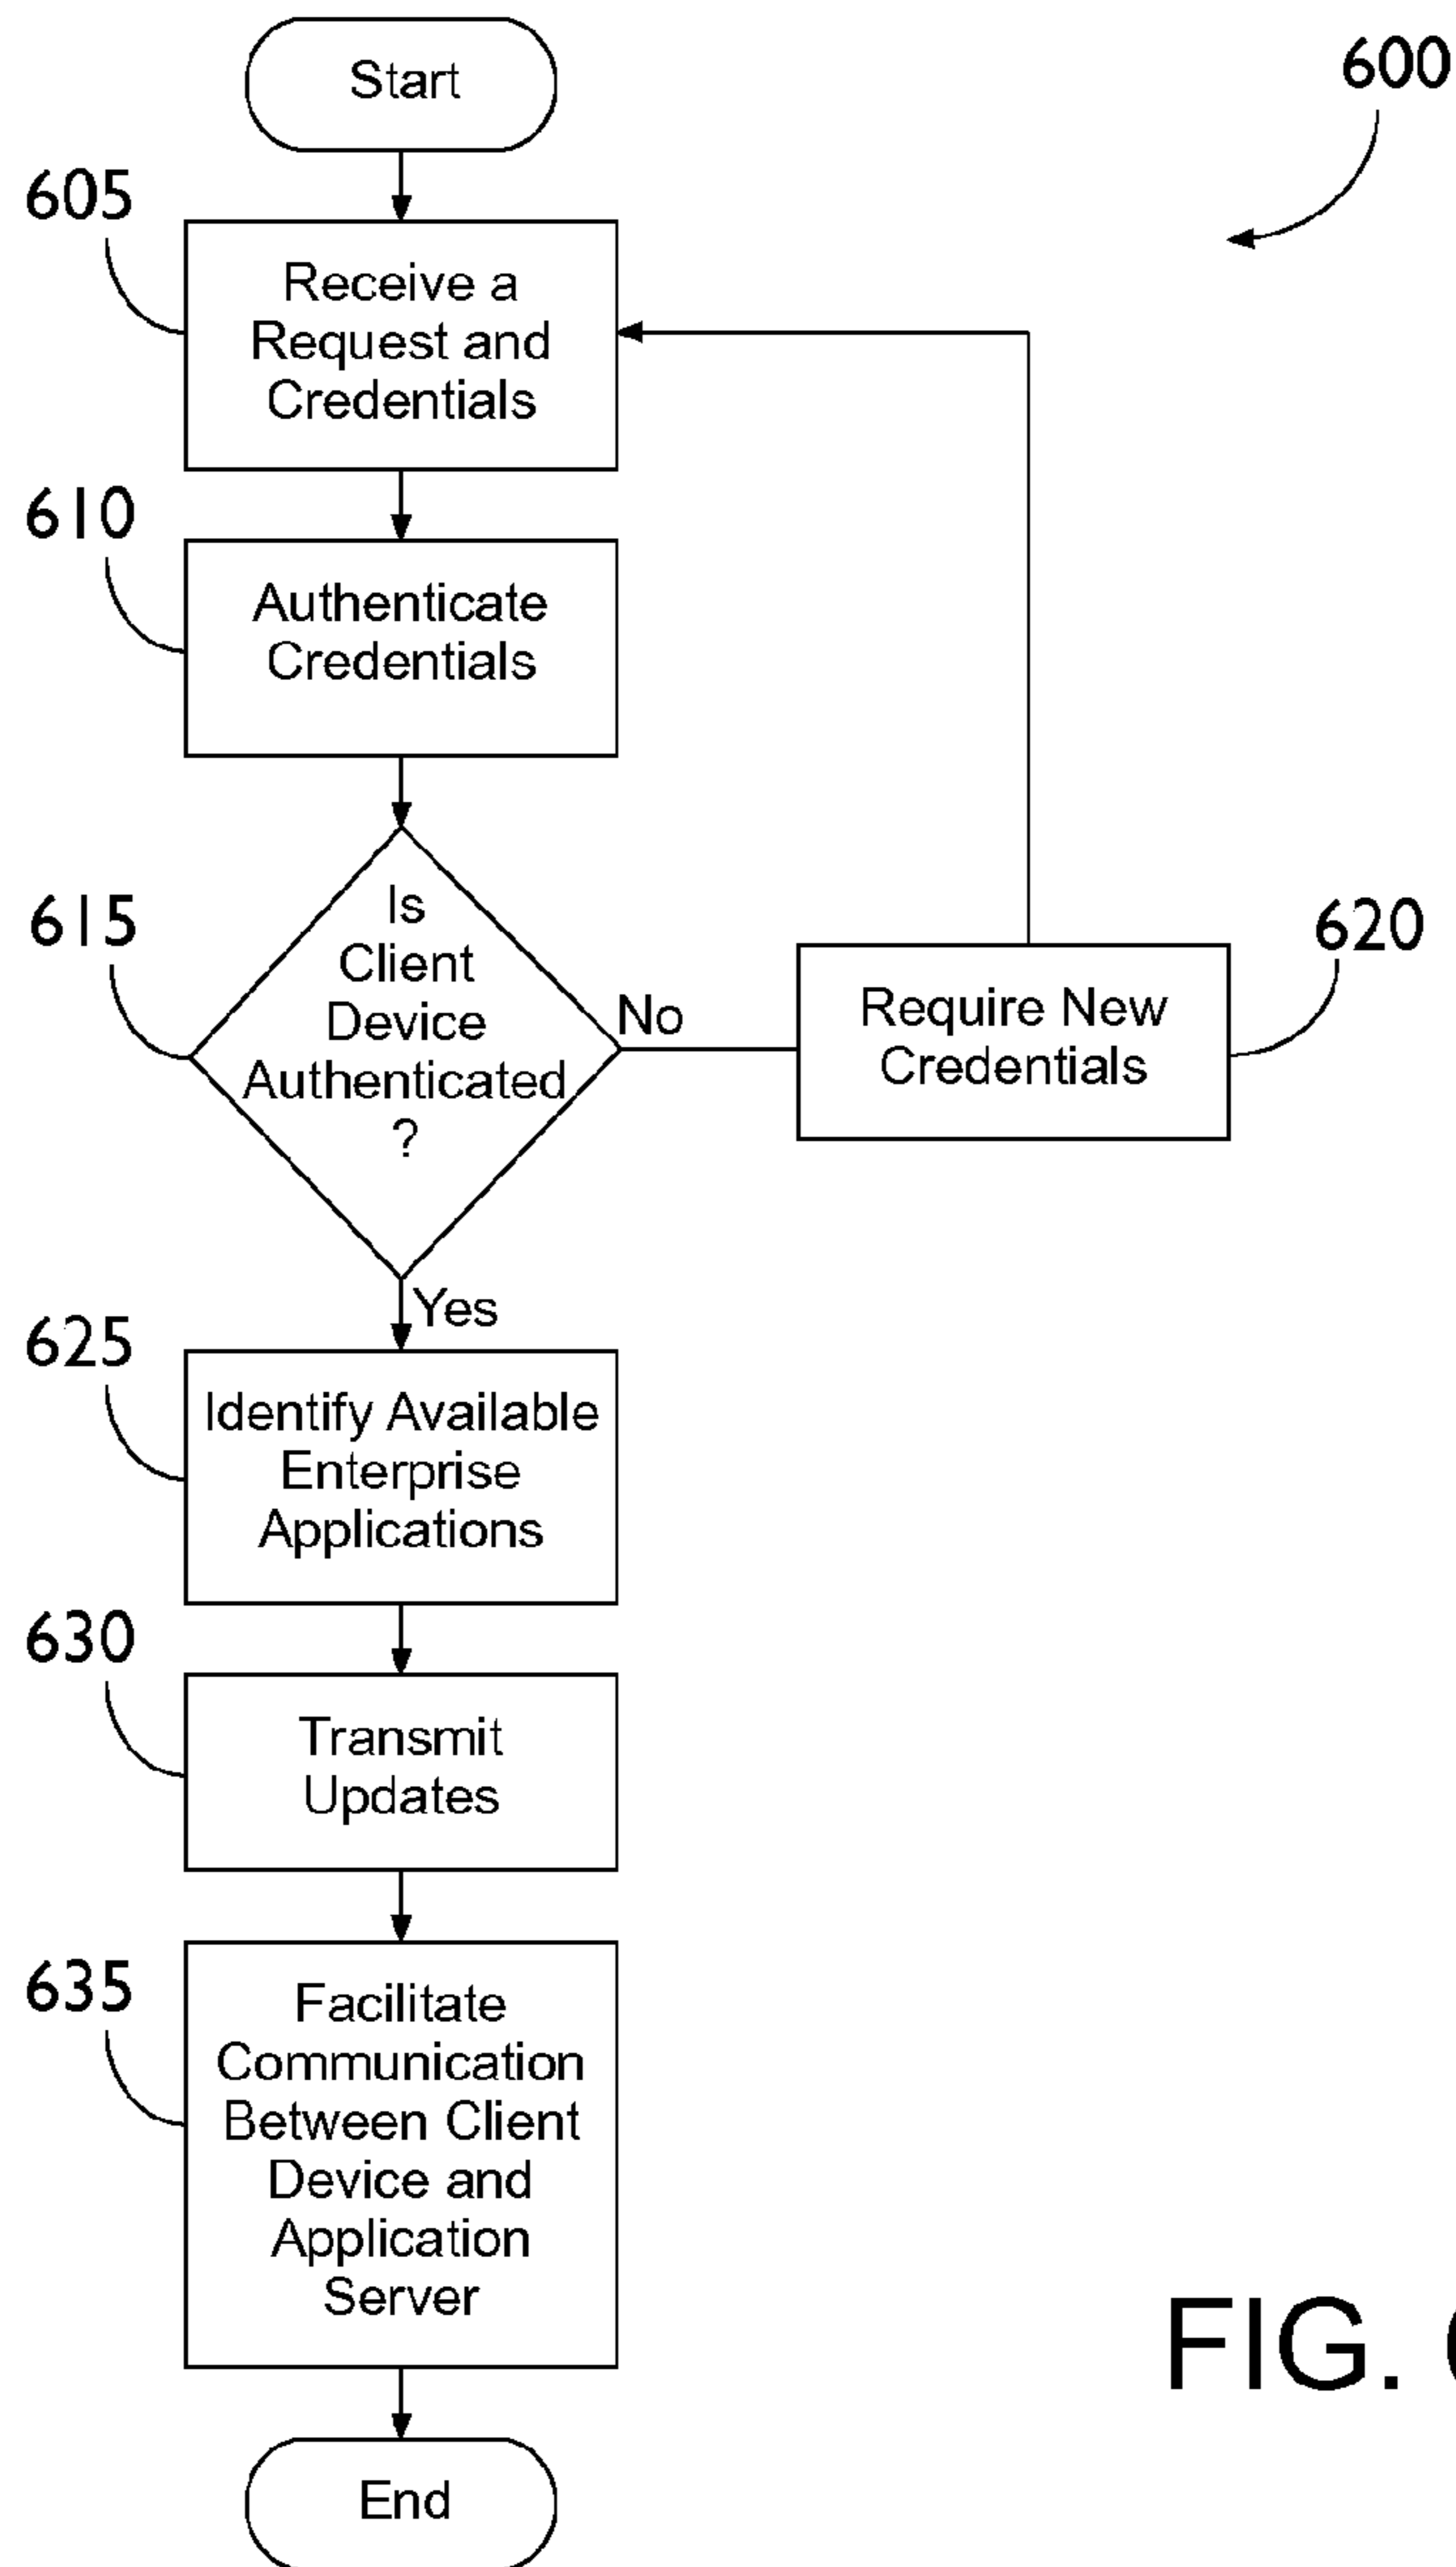 Start
600
605
Receive a
Request and
Credentials
610
Authenticate
Credentials
615
Is
Client
Device
Authenticated
?
No
620
Require New
Credentials
Yes
625
Identify Available
Enterprise
Applications
630
Transmit
Updates
635
Facilitate
Communication
Between Client
Device and
Application
Server
FIG.
End